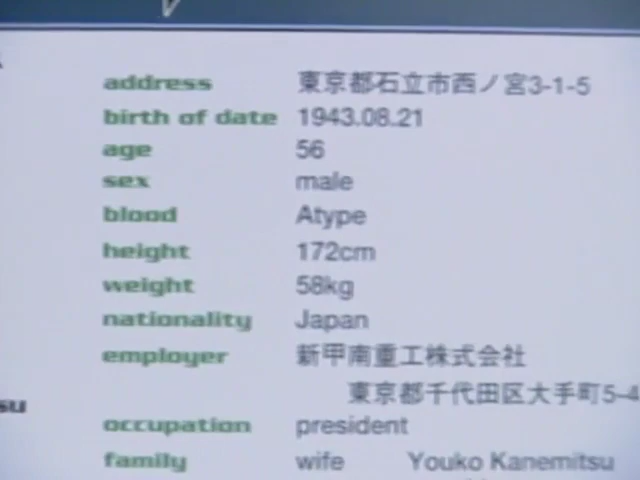 address 東京都石立市西ノ宮3-1-5
birth of date 1943.08.21
age 56
sex male
blood Atype
height 172cm
weight 58kg
nationality Japan
employer 新甲南重工株式会社
東京都千代田区大手町5-4
su
occupation president
family wife Youko Kanemitsu